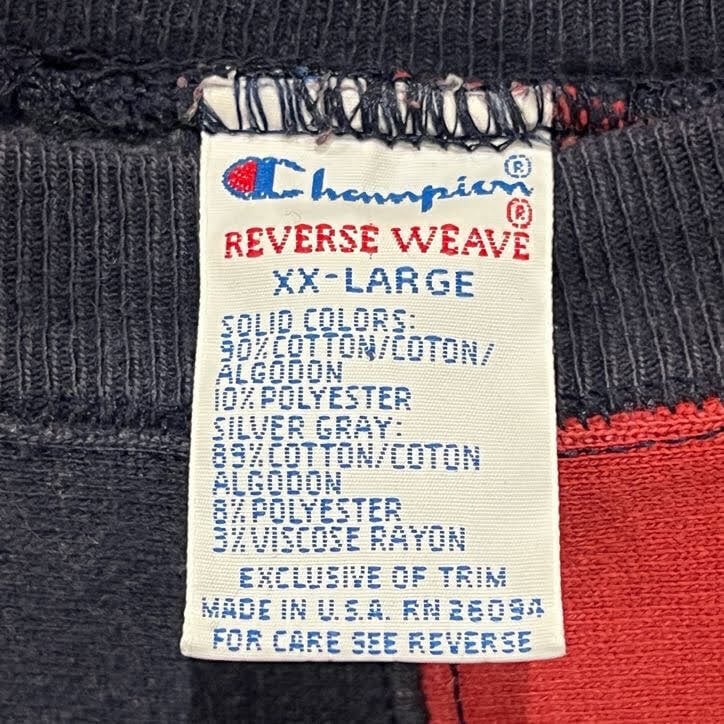 Champion®
REVERSE WEAVE®
XX-LARGE
SOLID COLORS:
90%COTTON/COTON/
ALGODON
10%POLYESTER
SILVER GRAY:
89%COTTON/COTON
ALGODON
8%POLYESTER
3%VISCOSE RAYON
EXCLUSIVE OF TRIM
MADE IN U.S.A. RN 26094
FOR CARE SEE REVERSE